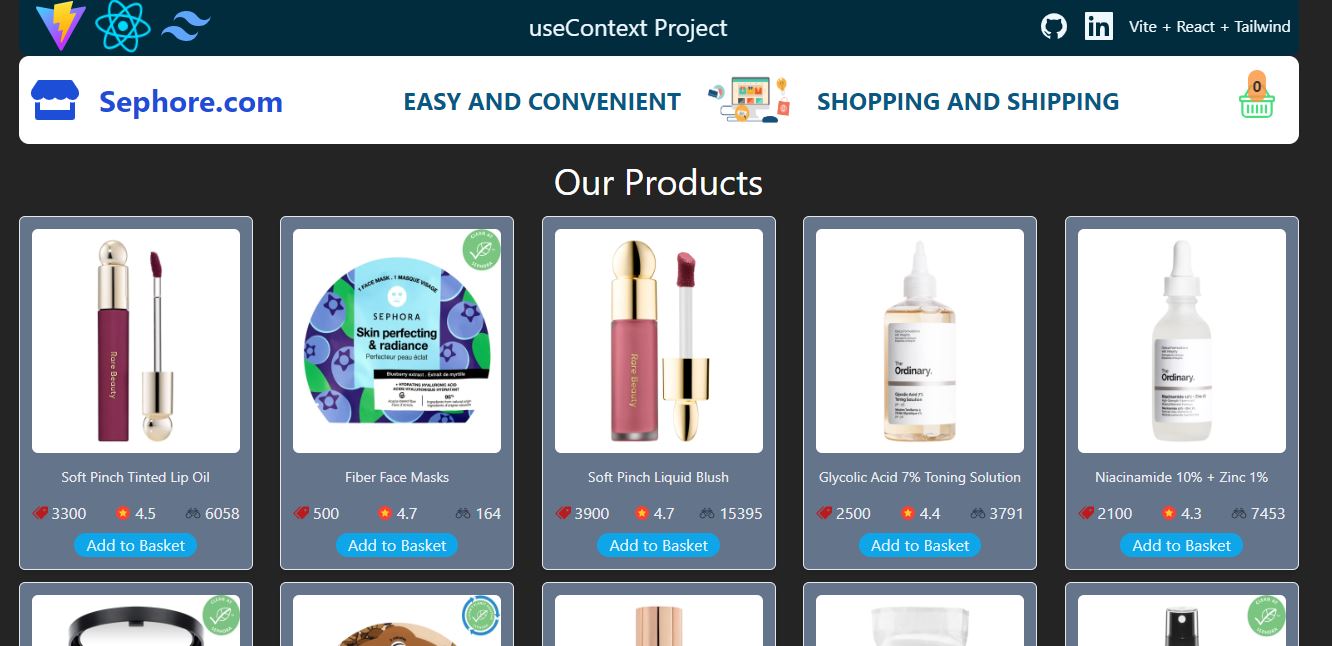 useContext Project
Vite + React + Tailwind
Sephore.com
EASY AND CONVENIENT
SHOPPING AND SHIPPING
0
Our Products
Rare Beauty
1 FACE MASK . 1 MASQUE VISAGE
SEPHORA
Skin perfecting
& radiance
Perfecteur peau éclat
Blueberry extract . Extrait de myrtille
Rare Beauty
The
Ordinary.
Glycolic Acid 7%
Toning Solution
The
Ordinary.
Soft Pinch Tinted Lip Oil
Fiber Face Masks
Soft Pinch Liquid Blush
Glycolic Acid 7% Toning Solution
Niacinamide 10% + Zinc 1%
3300 4.5 6058
500 4.7 164
3900 4.7 15395
2500 4.4 3791
2100 4.3 7453
Add to Basket
Add to Basket
Add to Basket
Add to Basket
Add to Basket